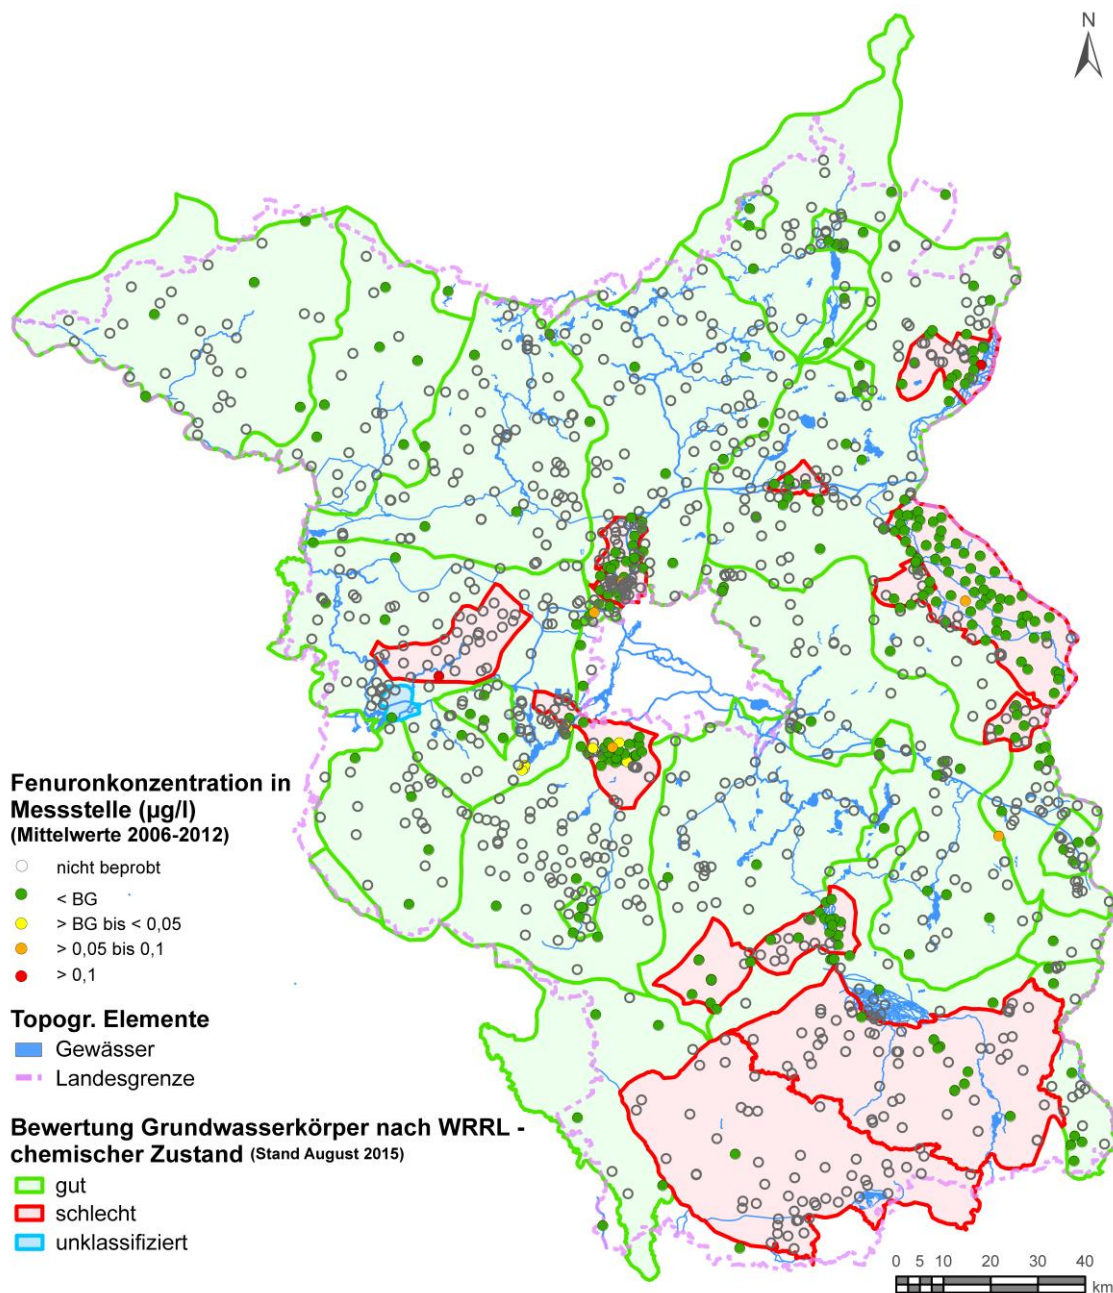 N
Fenuronkonzentration in
Messstelle (µg/l)
(Mittelwerte 2006-2012)
nicht beprobt
< BG
> BG bis < 0,05
> 0,05 bis 0,1
> 0,1
Topogr. Elemente
Gewässer
Landesgrenze
Bewertung Grundwasserkörper nach WRRL -
chemischer Zustand (Stand August 2015)
gut
schlecht
unklassifiziert
0 5 10 20 30 40
km